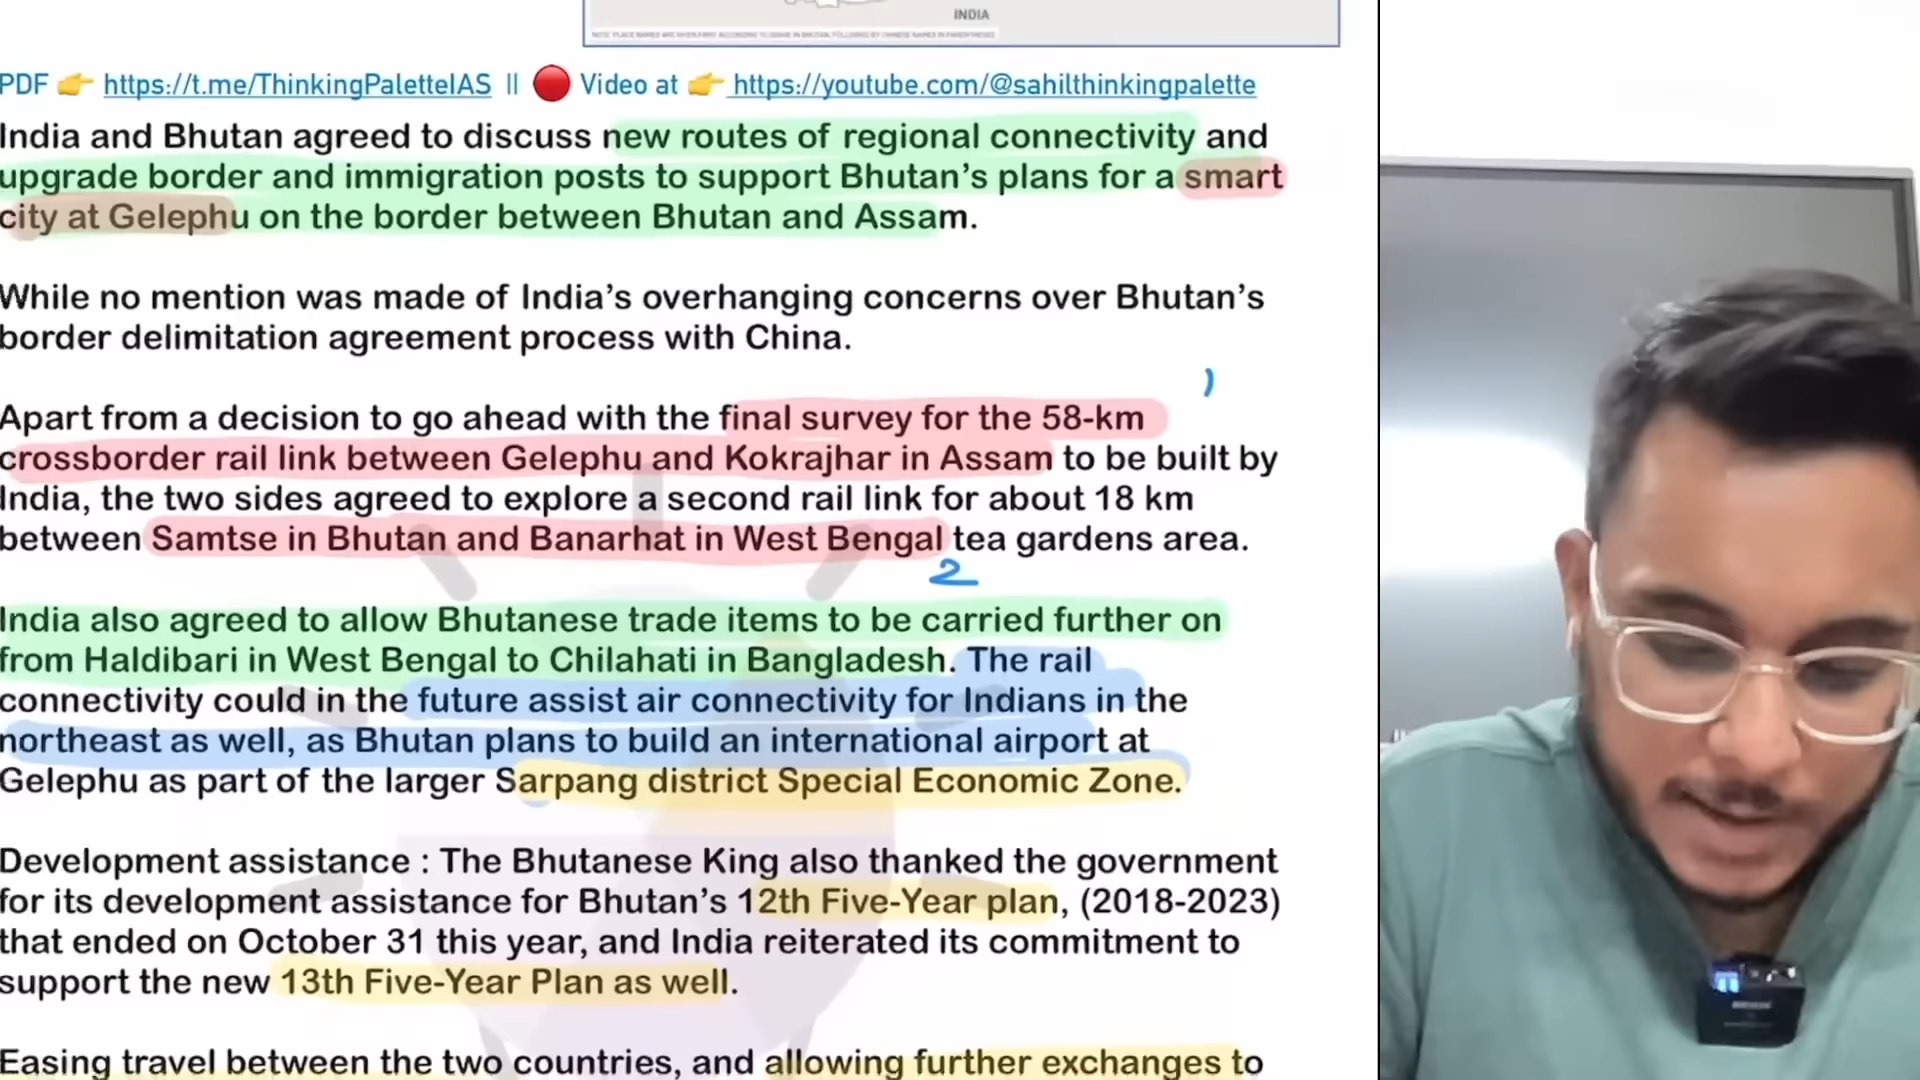 INDIA
PDF 👉 https://t.me/ThinkingPaletteIAS || 🔴 Video at 👉 https://youtube.com/@sahilthinkingpalette
India and Bhutan agreed to discuss new routes of regional connectivity and
upgrade border and immigration posts to support Bhutan's plans for a smart
city at Gelephu on the border between Bhutan and Assam.
While no mention was made of India's overhanging concerns over Bhutan's
border delimitation agreement process with China.
1
Apart from a decision to go ahead with the final survey for the 58-km
crossborder rail link between Gelephu and Kokrajhar in Assam to be built by
India, the two sides agreed to explore a second rail link for about 18 km
between Samtse in Bhutan and Banarhat in West Bengal tea gardens area.
2
India also agreed to allow Bhutanese trade items to be carried further on
from Haldibari in West Bengal to Chilahati in Bangladesh. The rail
connectivity could in the future assist air connectivity for Indians in the
northeast as well, as Bhutan plans to build an international airport at
Gelephu as part of the larger Sarpang district Special Economic Zone.
Development assistance : The Bhutanese King also thanked the government
for its development assistance for Bhutan's 12th Five-Year plan, (2018-2023)
that ended on October 31 this year, and India reiterated its commitment to
support the new 13th Five-Year Plan as well.
Easing travel between the two countries, and allowing further exchanges to